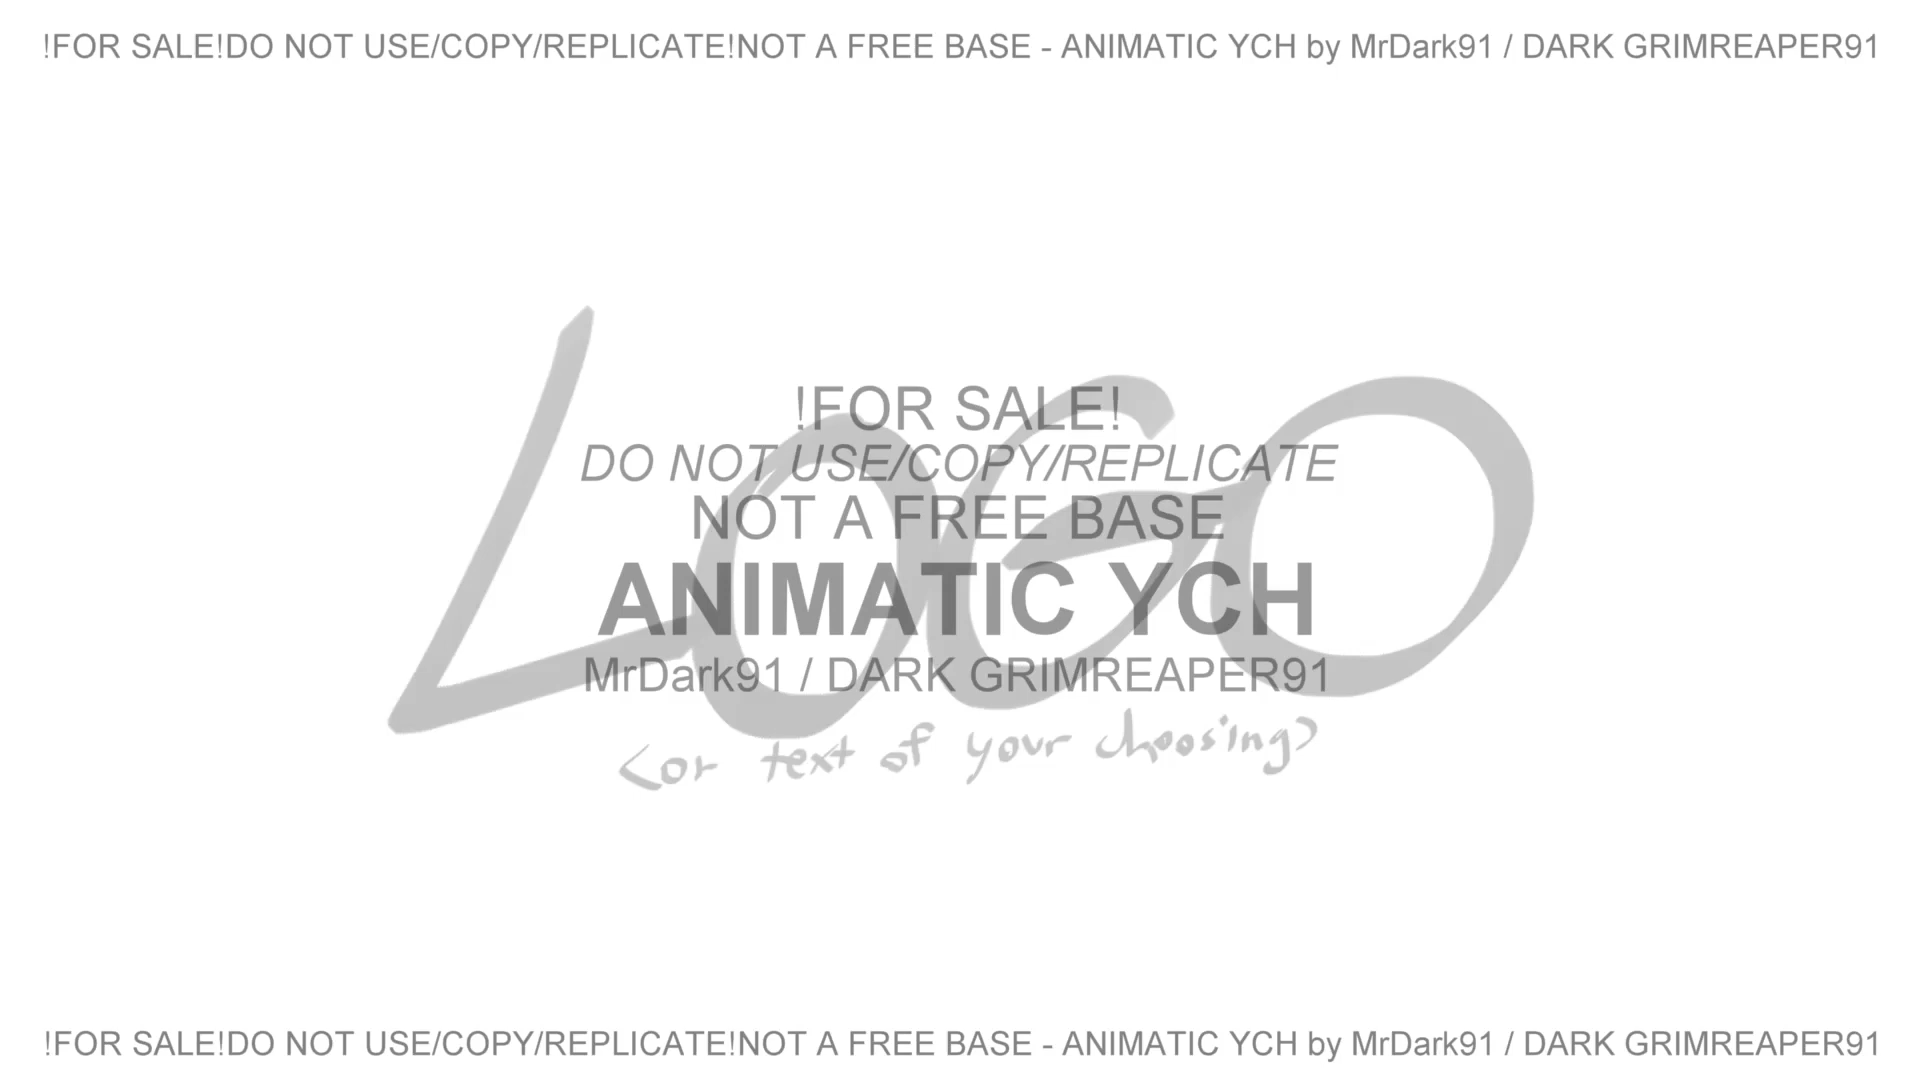 !FOR SALE!DO NOT USE/COPY/REPLICATE!NOT A FREE BASE - ANIMATIC YCH by MrDark91 / DARK GRIMREAPER91
LOGO
!FOR SALE!
DO NOT USE/COPY/REPLICATE
NOT A FREE BASE
ANIMATIC YCH
MrDark91 / DARK GRIMREAPER91
<or text of your choosing>
!FOR SALE!DO NOT USE/COPY/REPLICATE!NOT A FREE BASE - ANIMATIC YCH by MrDark91 / DARK GRIMREAPER91